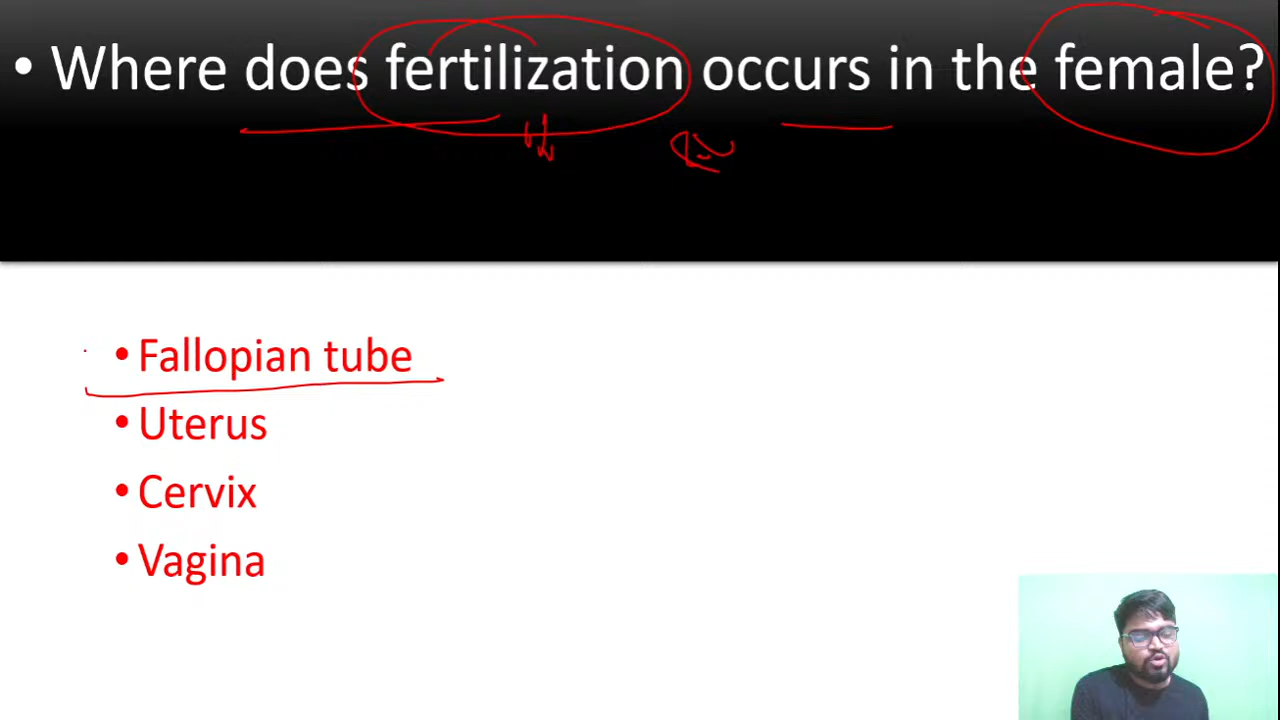 • Where does fertilization occurs in the female?
• Fallopian tube
• Uterus
• Cervix
• Vagina